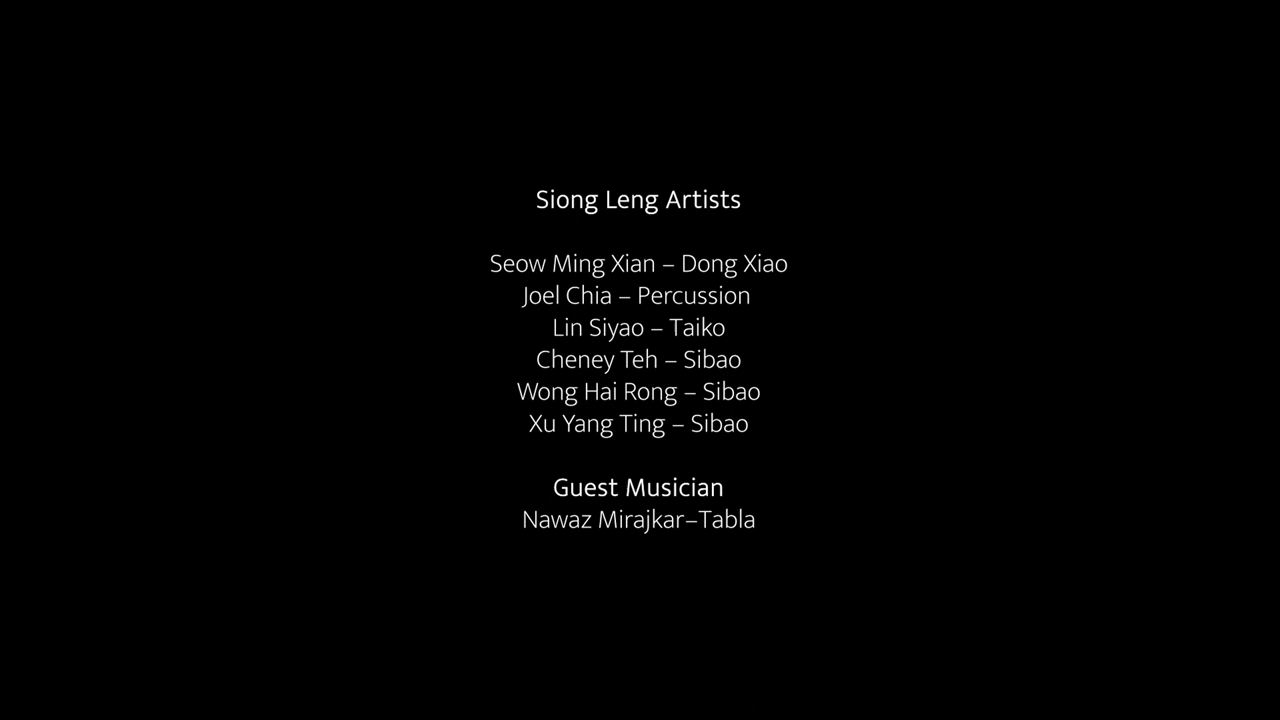 Siong Leng Artists
Seow Ming Xian – Dong Xiao
Joel Chia – Percussion
Lin Siyao – Taiko
Cheney Teh – Sibao
Wong Hai Rong – Sibao
Xu Yang Ting – Sibao
Guest Musician
Nawaz Mirajkar–Tabla